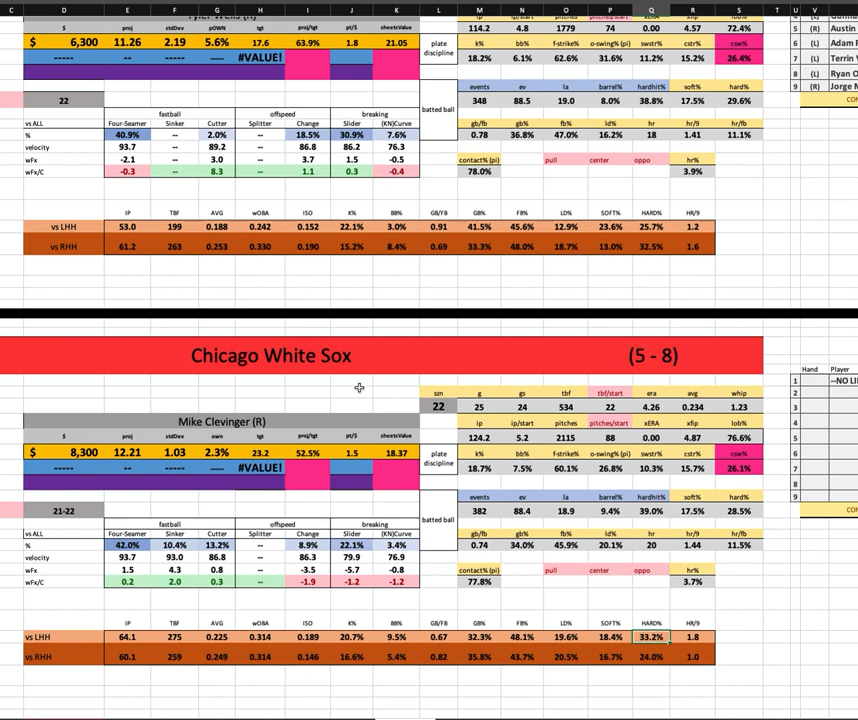 C D E F G H I J K L M N O P Q R S T U V W
Tyler Wells (R) ip ip/start pitches pitches/start xERA xfip lob%
$ proj stdDev pOWN tgt proj/tgt pt/$ sheetsValue 114.2 4.8 1779 74 0.00 4.57 72.4% 5 (R) Austin
$ 6,300 11.26 2.19 5.6% 17.6 63.9% 1.8 21.05 plate discipline k% bb% f-strike% o-swing% (pi) swstr% cstr% csw% 6 (L) Adam F
----- -- ----- ---- #VALUE! 18.2% 6.1% 62.6% 31.6% 11.2% 15.2% 26.4% 7 (L) Terrin V
8 (L) Ryan O
batted ball events ev la barrel% hardhit% soft% hard% 9 (R) Jorge M
22 348 88.5 19.0 8.0% 38.8% 17.5% 29.6% CON
fastball offspeed breaking
vs ALL Four-Seamer Sinker Cutter Splitter Change Slider (KN)Curve gb/fb gb% fb% ld% hr hr/9 hr/fb
% 40.9% -- 2.0% -- 18.5% 30.9% 7.6% 0.78 36.8% 47.0% 16.2% 18 1.41 11.1%
velocity 93.7 -- 89.2 -- 86.8 86.2 76.3
wFx -2.1 -- 3.0 -- 3.7 1.5 -0.5 contact% (pi) pull center oppo hr%
wFx/C -0.3 -- 8.3 -- 1.1 0.3 -0.4 78.0% 3.9%
IP TBF AVG wOBA ISO K% BB% GB/FB GB% FB% LD% SOFT% HARD% HR/9
vs LHH 53.0 199 0.188 0.242 0.152 22.1% 3.0% 0.91 41.5% 45.6% 12.9% 23.6% 25.7% 1.2
vs RHH 61.2 263 0.253 0.330 0.190 15.2% 8.4% 0.69 33.3% 48.0% 18.7% 13.0% 32.5% 1.6
Chicago White Sox (5 - 8)
Hand Player
1 --NO LI
szn g gs tbf tbf/start era avg whip 2
22 25 24 534 22 4.26 0.234 1.23 3
Mike Clevinger (R) ip ip/start pitches pitches/start xERA xfip lob% 4
$ proj stdDev own tgt proj/tgt pt/$ sheetsValue 124.2 5.2 2115 88 0.00 4.87 76.6% 5
$ 8,300 12.21 1.03 2.3% 23.2 52.5% 1.5 18.37 plate discipline k% bb% f-strike% o-swing% (pi) swstr% cstr% csw% 6
----- -- ----- ---- #VALUE! 18.7% 7.5% 60.1% 26.8% 10.3% 15.7% 26.1% 7
8
batted ball events ev la barrel% hardhit% soft% hard% 9
21-22 382 88.4 18.9 9.4% 39.0% 17.7% 28.5% CON
fastball offspeed breaking
vs ALL Four-Seamer Sinker Cutter Splitter Change Slider (KN)Curve gb/fb gb% fb% ld% hr hr/9 hr/fb
% 42.0% 10.4% 13.2% -- 8.9% 22.1% 3.4% 0.74 34.0% 45.9% 20.1% 20 1.44 11.5%
velocity 93.7 93.0 86.8 -- 86.3 79.9 76.9
wFx 1.5 4.3 0.8 -- -3.5 -5.7 -0.8 contact% (pi) pull center oppo hr%
wFx/C 0.2 2.0 0.3 -- -1.9 -1.2 -1.2 77.8% 3.7%
IP TBF AVG wOBA ISO K% BB% GB/FB GB% FB% LD% SOFT% HARD% HR/9
vs LHH 64.1 275 0.225 0.314 0.189 20.7% 9.5% 0.67 32.3% 48.1% 19.6% 18.4% 33.2% 1.8
vs RHH 60.1 259 0.249 0.314 0.146 16.6% 5.4% 0.82 35.8% 43.7% 20.5% 16.7% 24.0% 1.0